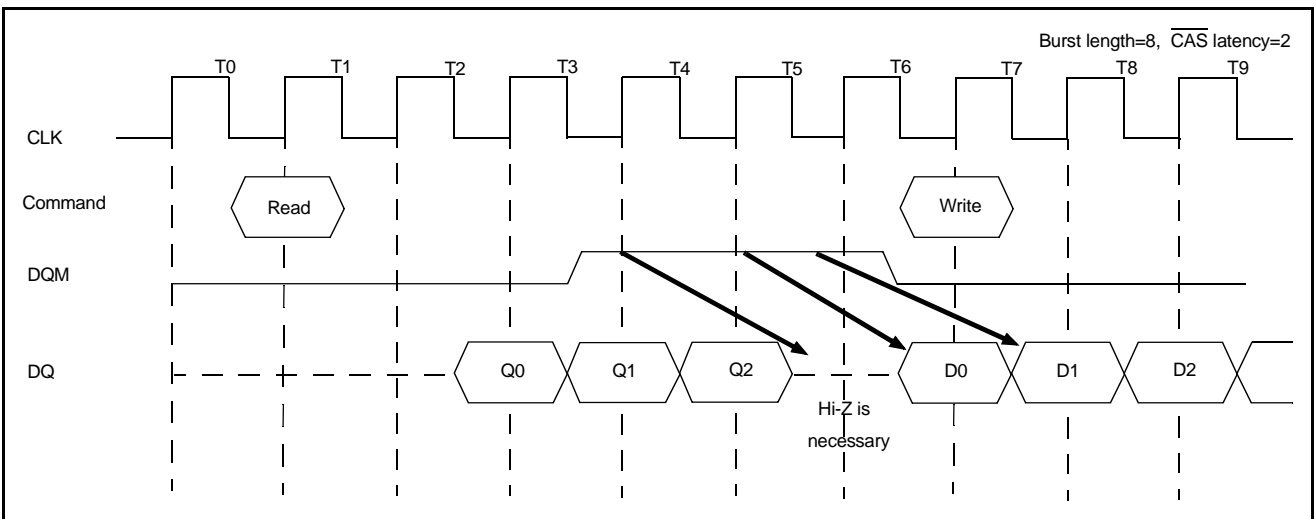 Burst length=8, CAS latency=2
T0 T1 T2 T3 T4 T5 T6 T7 T8 T9
CLK
Command Read Write
DQM
DQ Q0 Q1 Q2 D0 D1 D2
Hi-Z is
necessary